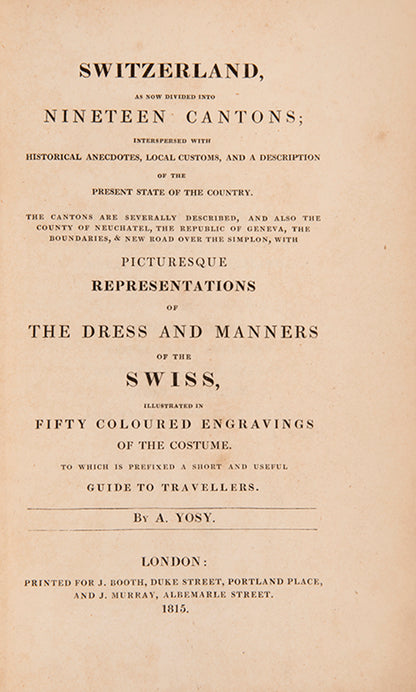 SWITZERLAND,
AS NOW DIVIDED INTO
NINETEEN CANTONS;
INTERSPERSED WITH
HISTORICAL ANECDOTES, LOCAL CUSTOMS, AND A DESCRIPTION
OF THE
PRESENT STATE OF THE COUNTRY.
THE CANTONS ARE SEVERALLY DESCRIBED, AND ALSO THE
COUNTY OF NEUCHATEL, THE REPUBLIC OF GENEVA, THE
BOUNDARIES, & NEW ROAD OVER THE SIMPLON, WITH
PICTURESQUE
REPRESENTATIONS
OF
THE DRESS AND MANNERS
OF THE
SWISS,
ILLUSTRATED IN
FIFTY COLOURED ENGRAVINGS
OF THE COSTUME.
TO WHICH IS PREFIXED A SHORT AND USEFUL
GUIDE TO TRAVELLERS.
BY A. YOSY.
LONDON:
PRINTED FOR J. BOOTH, DUKE STREET, PORTLAND PLACE,
AND J. MURRAY, ALBEMARLE STREET.
1815.